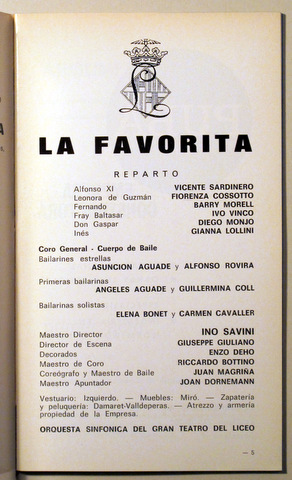 LA FAVORITA
REPARTO
Alfonso XI VICENTE SARDINERO
Leonora de Guzmán FIORENZA COSSOTTO
Fernando BARRY MORELL
Fray Baltasar IVO VINCO
Don Gaspar DIEGO MONJO
Inés GIANNA LOLLINI
Coro General - Cuerpo de Baile
Bailarines estrellas
ASUNCION AGUADE y ALFONSO ROVIRA
Primeras bailarinas
ANGELES AGUADE y GUILLERMINA COLL
Bailarinas solistas
ELENA BONET y CARMEN CAVALLER
Maestro Director INO SAVINI
Director de Escena GIUSEPPE GIULIANO
Decorados ENZO DEHO
Maestro de Coro RICCARDO BOTTINO
Coreógrafo y Maestro de Baile JUAN MAGRIÑA
Maestro Apuntador JOAN DORNEMANN
Vestuario: Izquierdo. — Muebles: Miró. — Zapatería
y peluquería: Damaret-Valldeperas. — Atrezzo y armería
propiedad de la Empresa.
ORQUESTA SINFONICA DEL GRAN TEATRO DEL LICEO
— 5